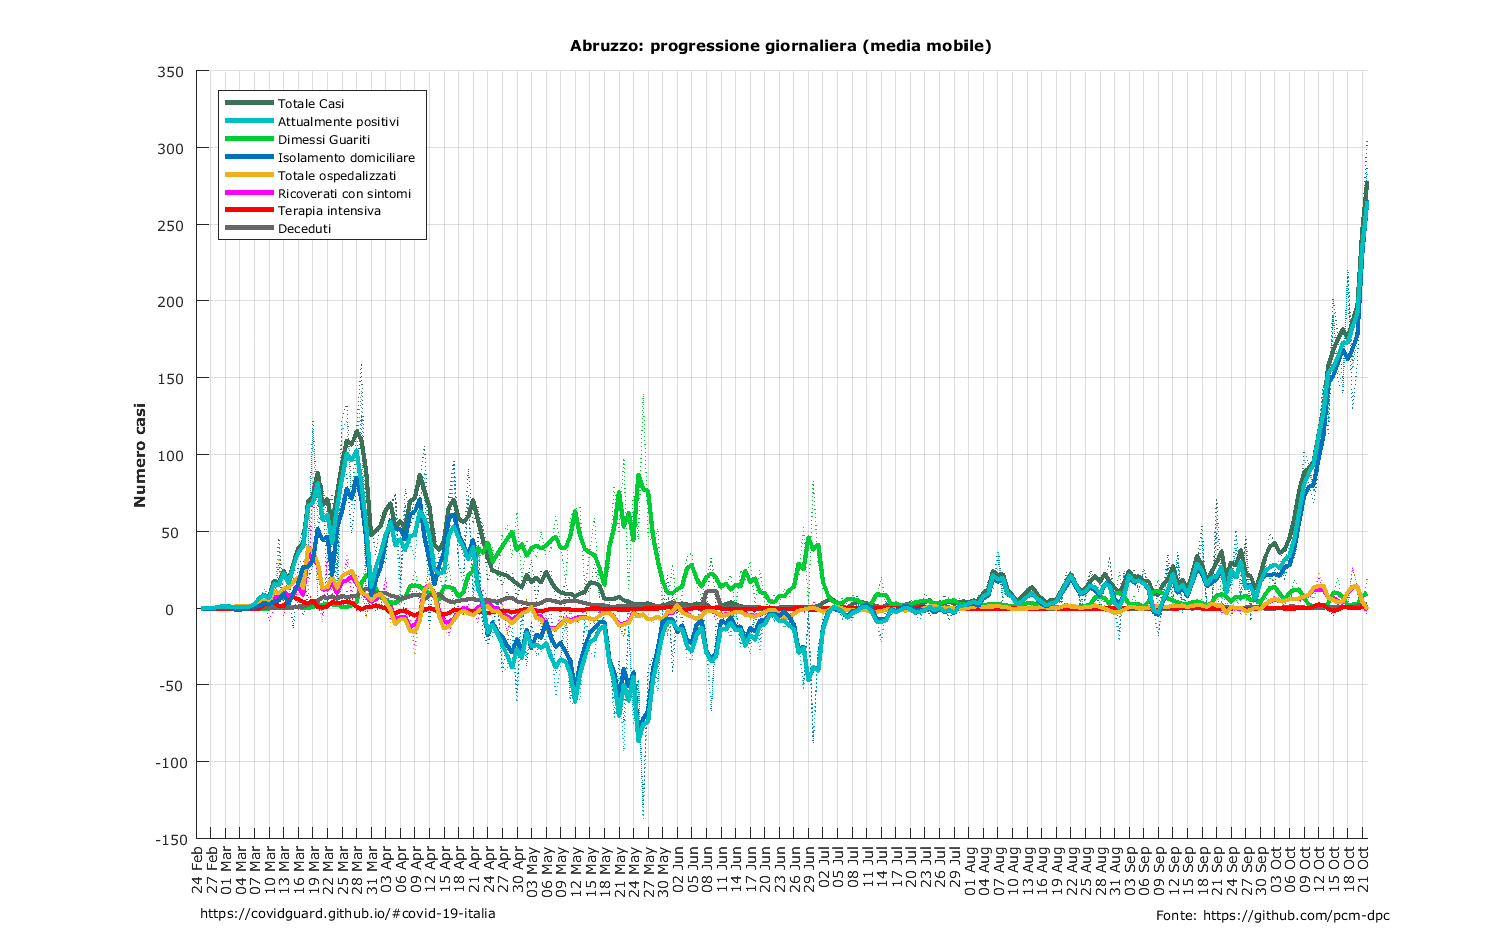 Abruzzo: progressione giornaliera (media mobile)
350
300
250
200
150
100
50
0
-50
-100
-150
Numero casi
Totale Casi
Attualmente positivi
Dimessi Guariti
Isolamento domiciliare
Totale ospedalizzati
Ricoverati con sintomi
Terapia intensiva
Deceduti
24 Feb
27 Feb
01 Mar
04 Mar
07 Mar
10 Mar
13 Mar
16 Mar
19 Mar
22 Mar
25 Mar
28 Mar
31 Mar
03 Apr
06 Apr
09 Apr
12 Apr
15 Apr
18 Apr
21 Apr
24 Apr
27 Apr
30 Apr
03 May
06 May
09 May
12 May
15 May
18 May
21 May
24 May
27 May
30 May
02 Jun
05 Jun
08 Jun
11 Jun
14 Jun
17 Jun
20 Jun
23 Jun
26 Jun
29 Jun
02 Jul
05 Jul
08 Jul
11 Jul
14 Jul
17 Jul
20 Jul
23 Jul
26 Jul
29 Jul
01 Aug
04 Aug
07 Aug
10 Aug
13 Aug
16 Aug
19 Aug
22 Aug
25 Aug
28 Aug
31 Aug
03 Sep
06 Sep
09 Sep
12 Sep
15 Sep
18 Sep
21 Sep
24 Sep
27 Sep
30 Sep
03 Oct
06 Oct
09 Oct
12 Oct
15 Oct
18 Oct
21 Oct
https://covidguard.github.io/#covid-19-italia
Fonte: https://github.com/pcm-dpc